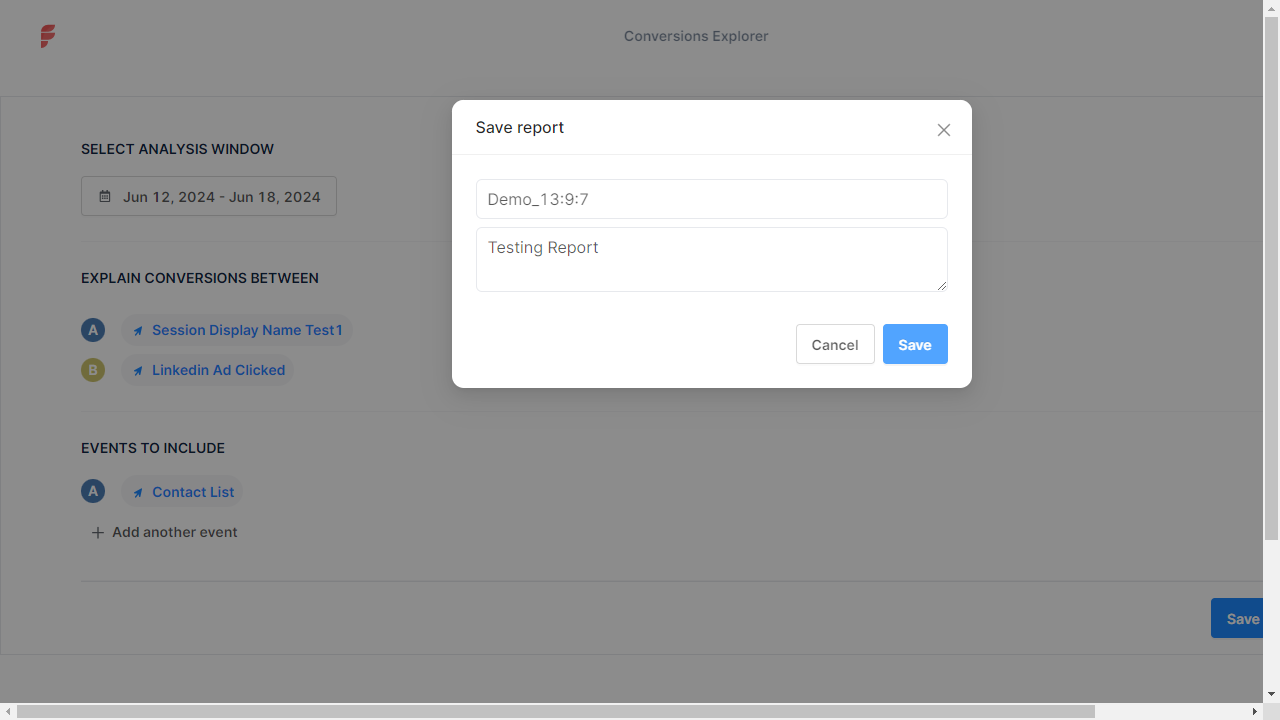 Conversions Explorer
Save report
SELECT ANALYSIS WINDOW
Jun 12, 2024 - Jun 18, 2024
Demo_13:9:7
Testing Report
EXPLAIN CONVERSIONS BETWEEN
A Session Display Name Test1
Cancel Save
B Linkedin Ad Clicked
EVENTS TO INCLUDE
A Contact List
Add another event
Save